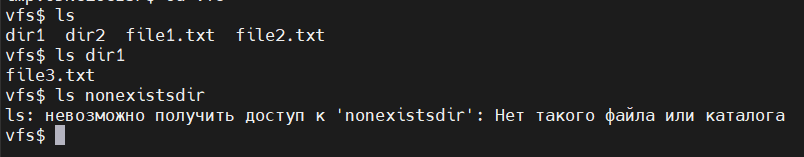 vfs$ ls
dir1  dir2  file1.txt  file2.txt
vfs$ ls dir1
file3.txt
vfs$ ls nonexistsdir
ls: невозможно получить доступ к 'nonexistsdir': Нет такого файла или каталога
vfs$